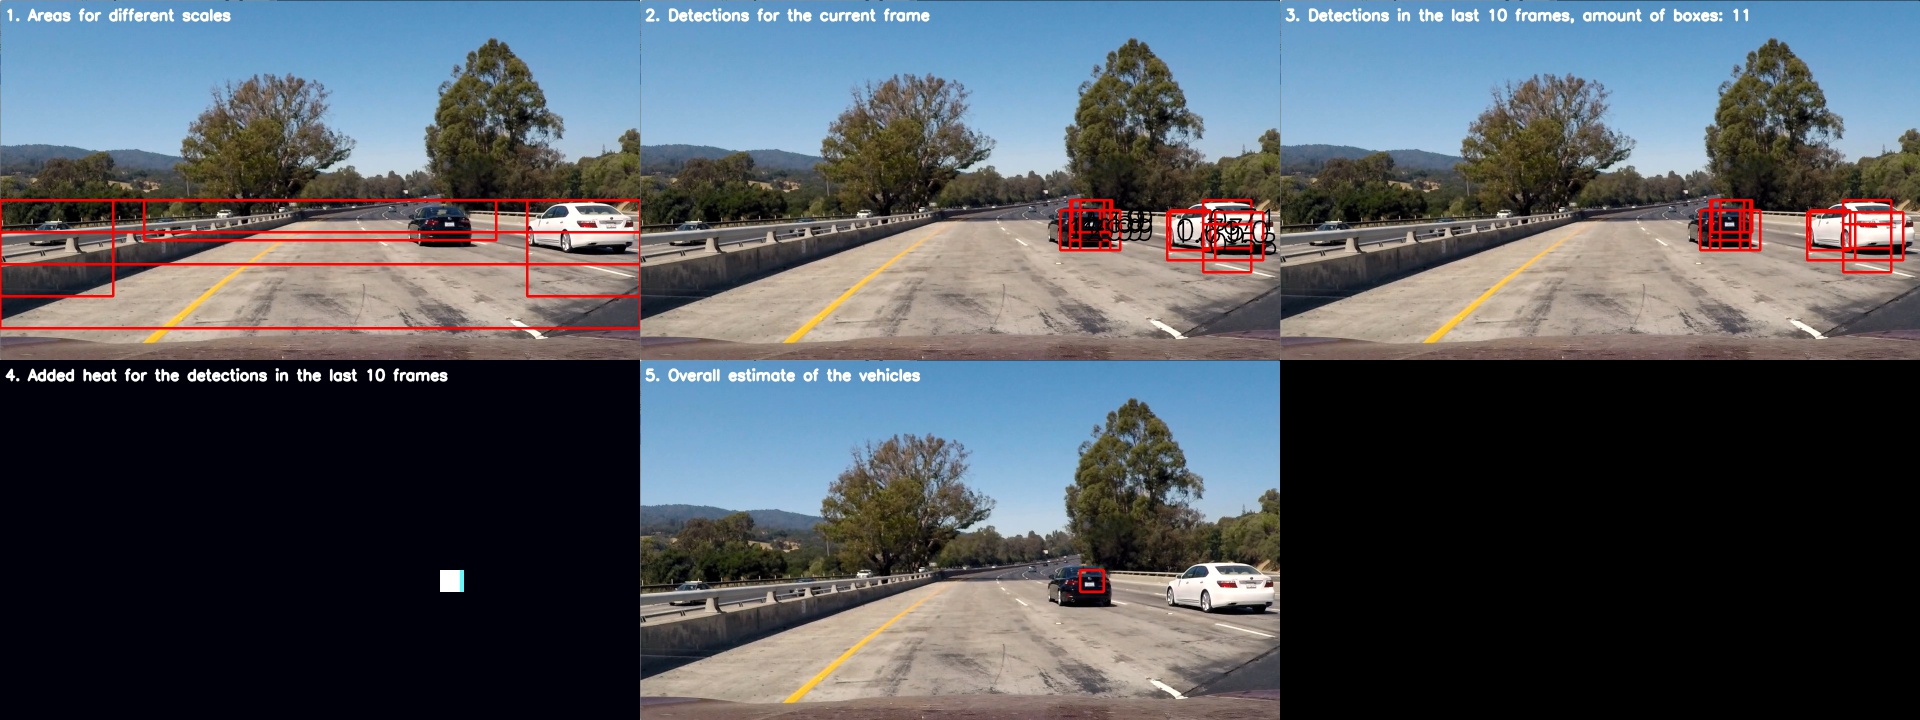 1. Areas for different scales
2. Detections for the current frame
3. Detections in the last 10 frames, amount of boxes: 11
4. Added heat for the detections in the last 10 frames
5. Overall estimate of the vehicles